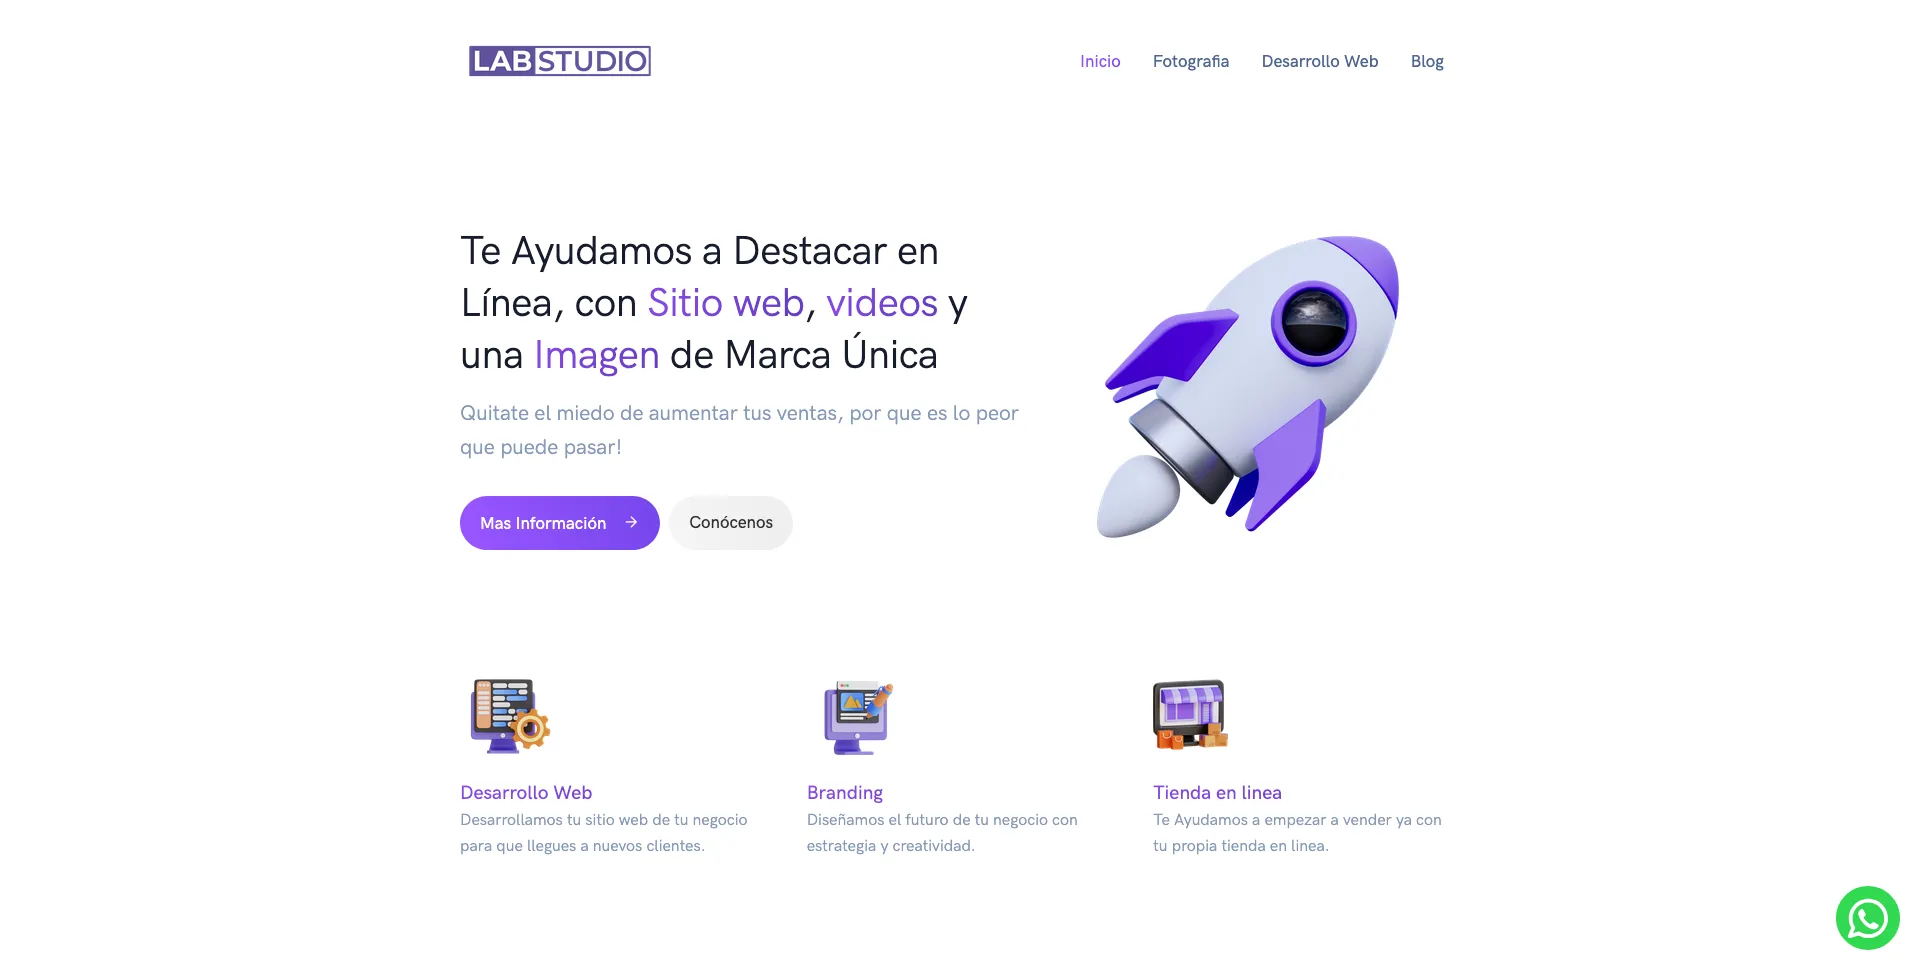 LAB STUDIO
Inicio
Fotografia
Desarrollo Web
Blog
Te Ayudamos a Destacar en
Línea, con Sitio web, videos y
una Imagen de Marca Única
Quitate el miedo de aumentar tus ventas, por que es lo peor
que puede pasar!
Mas Información
Conócenos
Desarrollo Web
Desarrollamos tu sitio web de tu negocio
para que llegues a nuevos clientes.
Branding
Diseñamos el futuro de tu negocio con
estrategia y creatividad.
Tienda en linea
Te Ayudamos a empezar a vender ya con
tu propia tienda en linea.